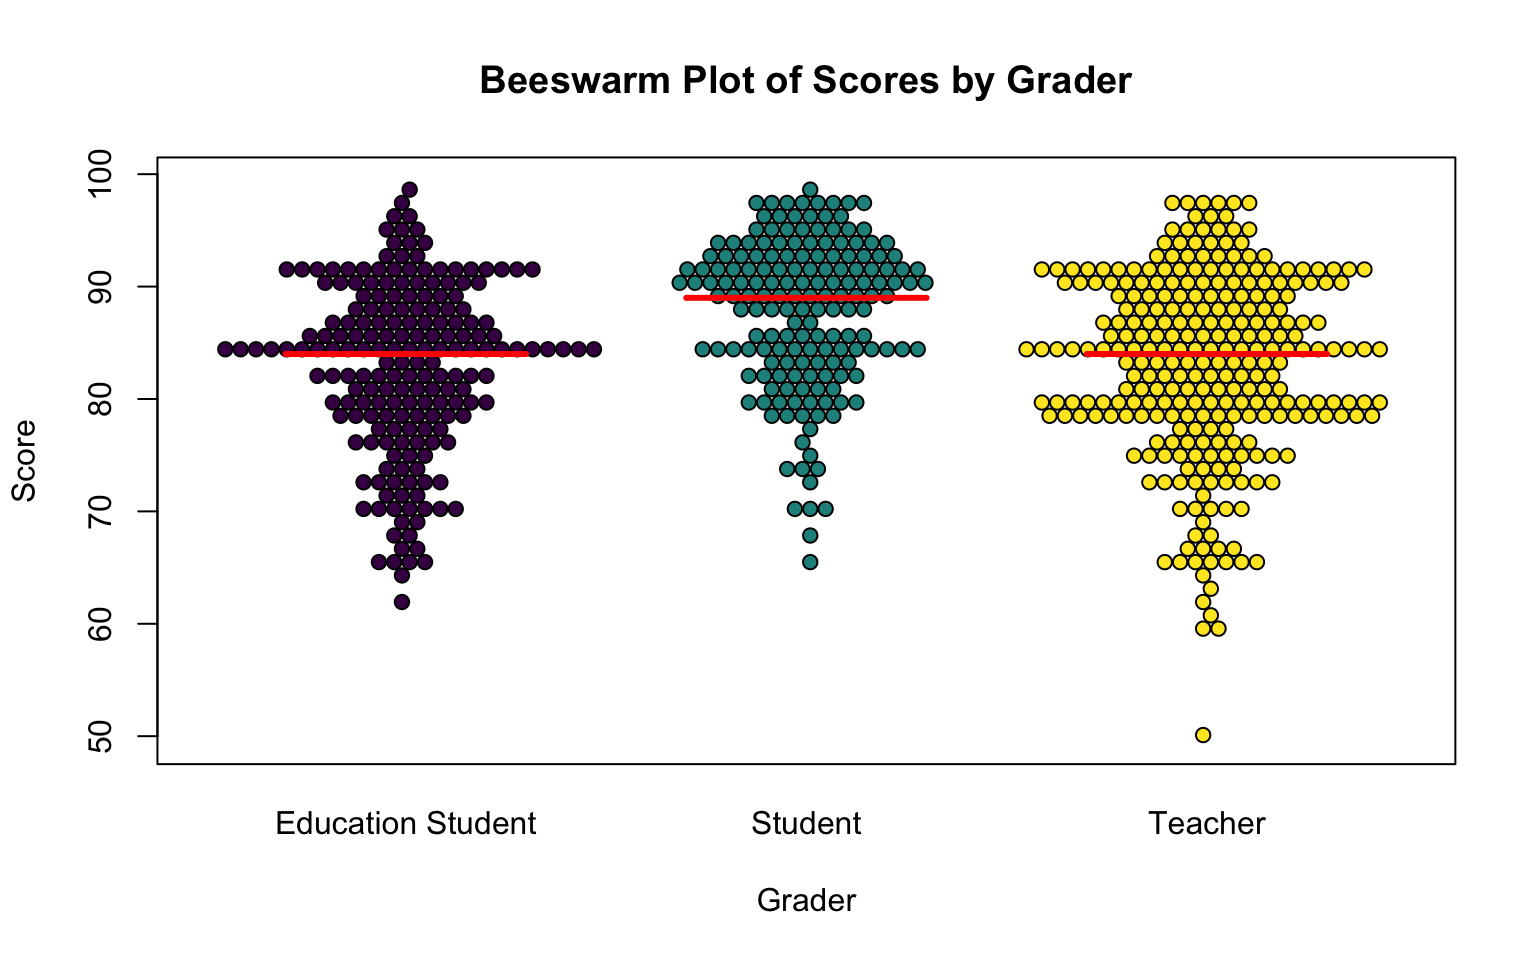 Beeswarm Plot of Scores by Grader
100
90
80
70
60
50
Score
Education Student
Student
Teacher
Grader